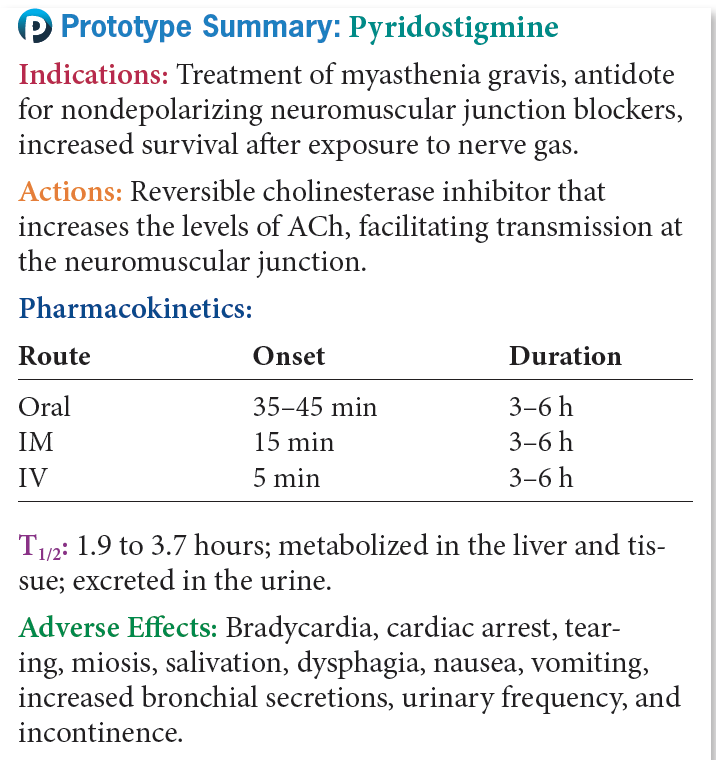 P Prototype Summary: Pyridostigmine
Indications: Treatment of myasthenia gravis, antidote
for nondepolarizing neuromuscular junction blockers,
increased survival after exposure to nerve gas.
Actions: Reversible cholinesterase inhibitor that
increases the levels of ACh, facilitating transmission at
the neuromuscular junction.
Pharmacokinetics:
Route Onset Duration
Oral 35–45 min 3–6 h
IM 15 min 3–6 h
IV 5 min 3–6 h
T1/2: 1.9 to 3.7 hours; metabolized in the liver and tis-
sue; excreted in the urine.
Adverse Effects: Bradycardia, cardiac arrest, tear-
ing, miosis, salivation, dysphagia, nausea, vomiting,
increased bronchial secretions, urinary frequency, and
incontinence.